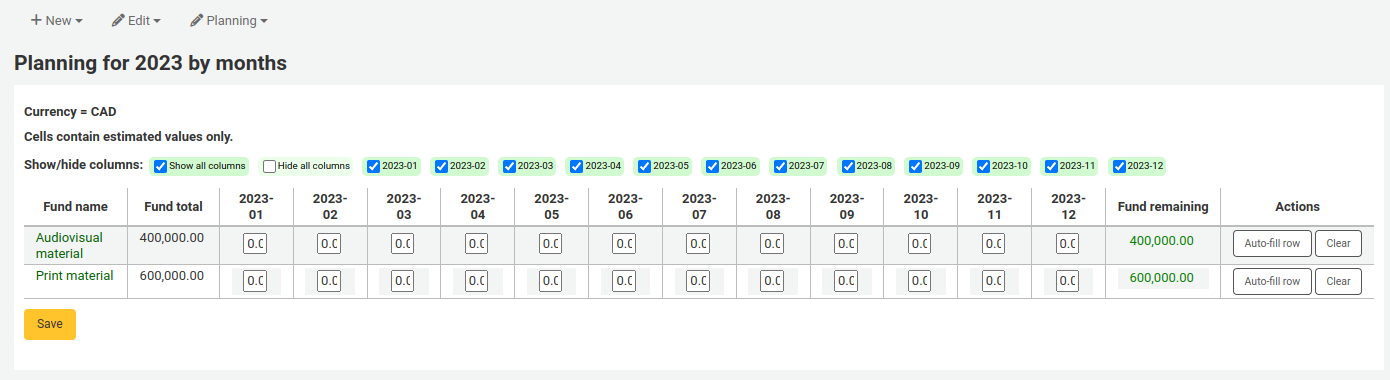 New Edit Planning
Planning for 2023 by months
Currency = CAD
Cells contain estimated values only.
Show/hide columns: Show all columns Hide all columns 2023-01 2023-02 2023-03 2023-04 2023-05 2023-06 2023-07 2023-08 2023-09 2023-10 2023-11 2023-12
Fund name Fund total 2023-01 2023-02 2023-03 2023-04 2023-05 2023-06 2023-07 2023-08 2023-09 2023-10 2023-11 2023-12 Fund remaining Actions
Audiovisual material 400,000.00 0.0 0.0 0.0 0.0 0.0 0.0 0.0 0.0 0.0 0.0 0.0 0.0 400,000.00 Auto-fill row Clear
Print material 600,000.00 0.0 0.0 0.0 0.0 0.0 0.0 0.0 0.0 0.0 0.0 0.0 0.0 600,000.00 Auto-fill row Clear
Save